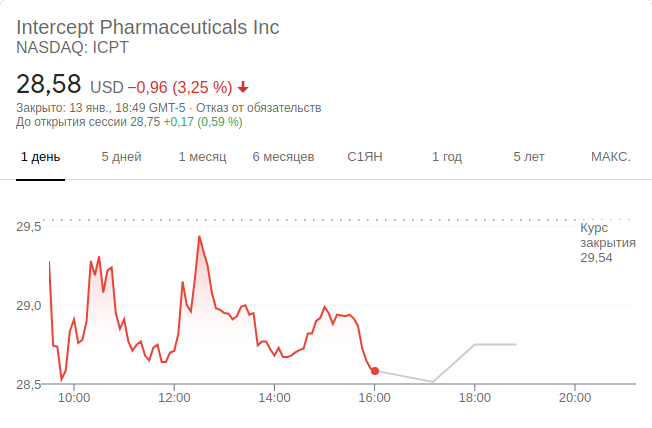 Intercept Pharmaceuticals Inc
NASDAQ: ICPT
28,58 USD −0,96 (3,25 %)
Закрыто: 13 янв., 18:49 GMT-5 · Отказ от обязательств
До открытия сессии 28,75 +0,17 (0,59 %)
1 день 5 дней 1 месяц 6 месяцев С1ЯН 1 год 5 лет МАКС.
29,5
Курс
закрытия
29,54
29,0
28,5
10:00 12:00 14:00 16:00 18:00 20:00